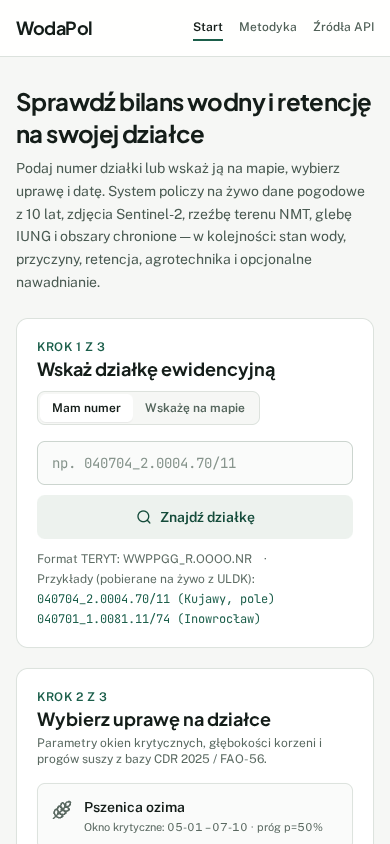 WodaPol
Start Metodyka Źródła API
Sprawdź bilans wodny i retencję
na swojej działce
Podaj numer działki lub wskaż ją na mapie, wybierz
uprawę i datę. System policzy na żywo dane pogodowe
z 10 lat, zdjęcia Sentinel-2, rzeźbę terenu NMT, glebę
IUNG i obszary chronione — w kolejności: stan wody,
przyczyny, retencja, agrotechnika i opcjonalne
nawadnianie.
KROK 1 Z 3
Wskaż działkę ewidencyjną
Mam numer Wskażę na mapie
np. 040704_2.0004.70/11
Znajdź działkę
Format TERYT: WWPPGG_R.OOOO.NR ·
Przykłady (pobierane na żywo z ULDK):
040704_2.0004.70/11 (Kujawy, pole)
040701_1.0081.11/74 (Inowrocław)
KROK 2 Z 3
Wybierz uprawę na działce
Parametry okien krytycznych, głębokości korzeni i
progów suszy z bazy CDR 2025 / FAO-56.
Pszenica ozima
Okno krytyczne: 05-01–07-10 · próg p=50%